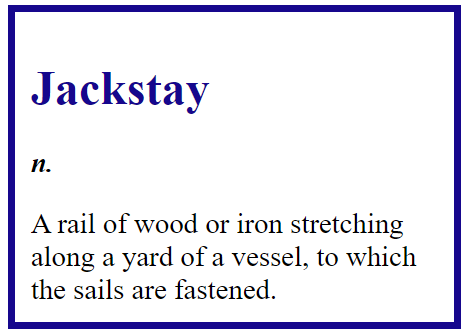 Jackstay
n.
A rail of wood or iron stretching
along a yard of a vessel, to which
the sails are fastened.